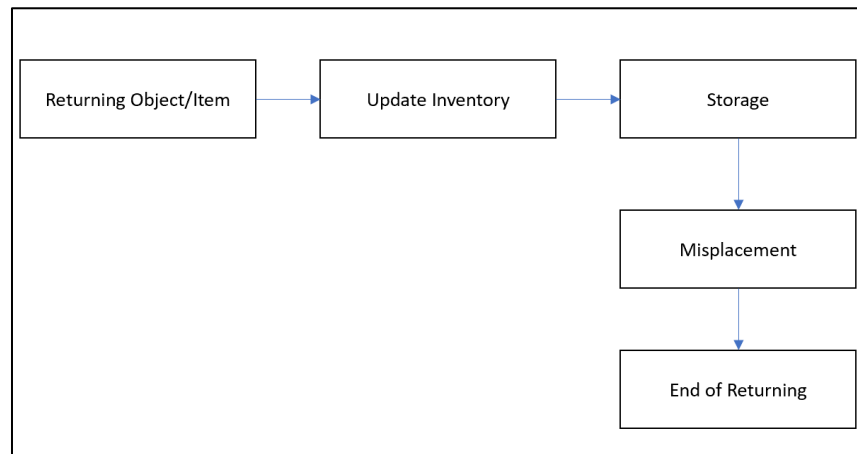 Returning Object/Item
Update Inventory
Storage
Misplacement
End of Returning